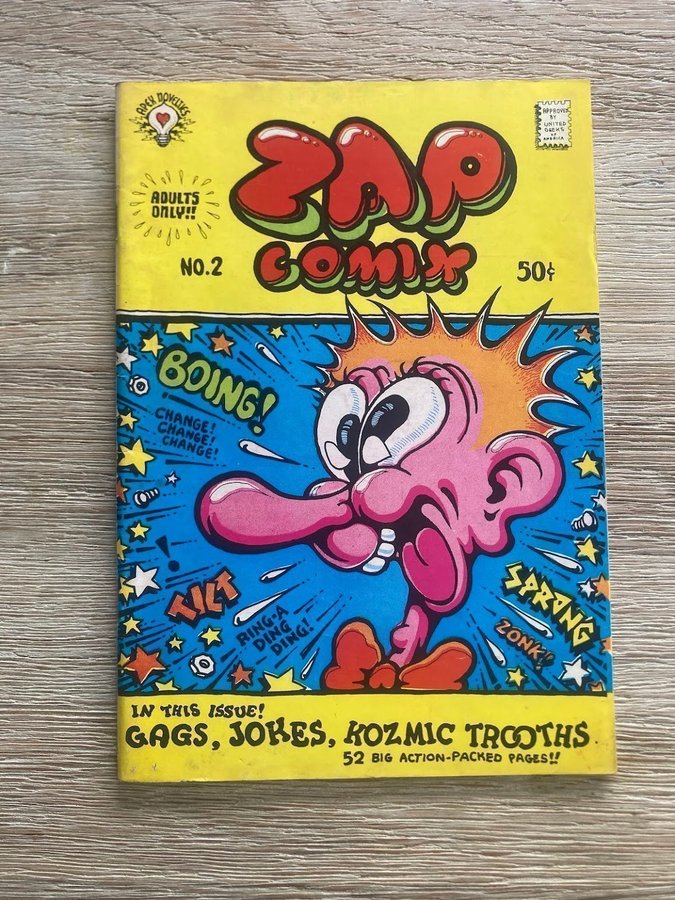 APEX NOVELTIES
APPROVED
BY
UNITED
GEEKS
OF
AMERICA
ADULTS
ONLY!!
ZAP
COMIX
NO.2
50¢
BOING!
CHANGE!
CHANGE!
CHANGE!
!
TILT
RING-A
DING
DING!
SPRONG
ZONK!?
IN THIS ISSUE!
GAGS, JOKES, KOZMIC TROOTHS
52 BIG ACTION-PACKED PAGES!!